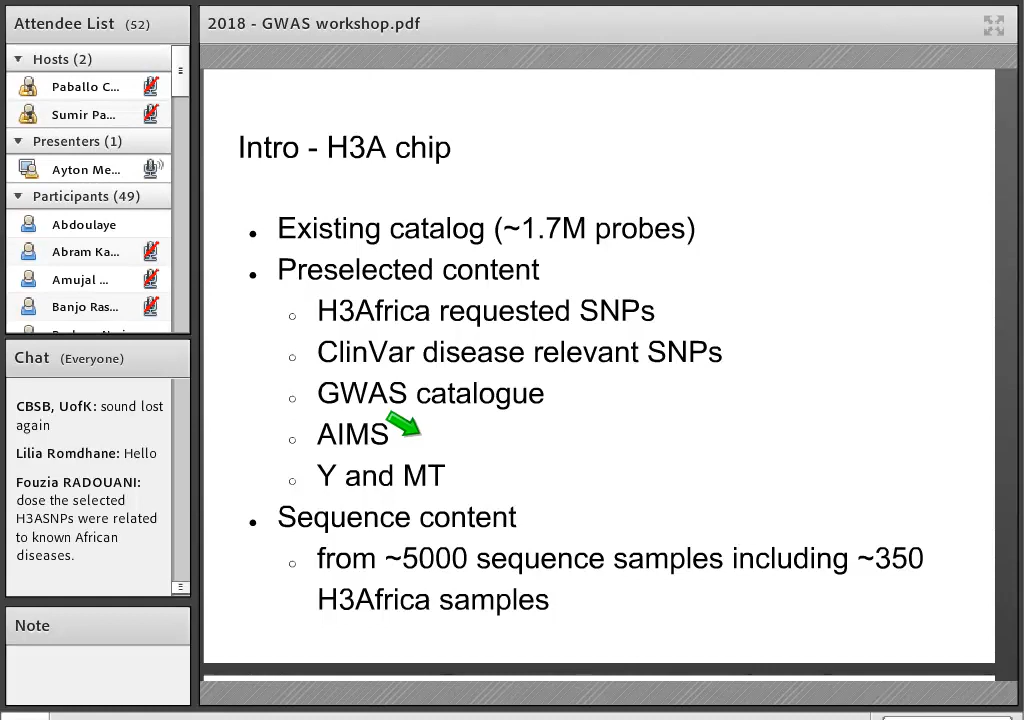 Attendee List (52)
Hosts (2)
Paballo C...
Sumir Pa...
Presenters (1)
Ayton Me...
Participants (49)
Abdoulaye
Abram Ka...
Amujal ...
Banjo Ras...
Chat (Everyone)
CBSB, UofK: sound lost
again
Lilia Romdhane: Hello
Fouzia RADOUANI:
dose the selected
H3ASNPs were related
to known African
diseases.
Note
2018 - GWAS workshop.pdf
Intro - H3A chip
• Existing catalog (~1.7M probes)
• Preselected content
○ H3Africa requested SNPs
○ ClinVar disease relevant SNPs
○ GWAS catalogue
○ AIMS
○ Y and MT
• Sequence content
○ from ~5000 sequence samples including ~350
H3Africa samples